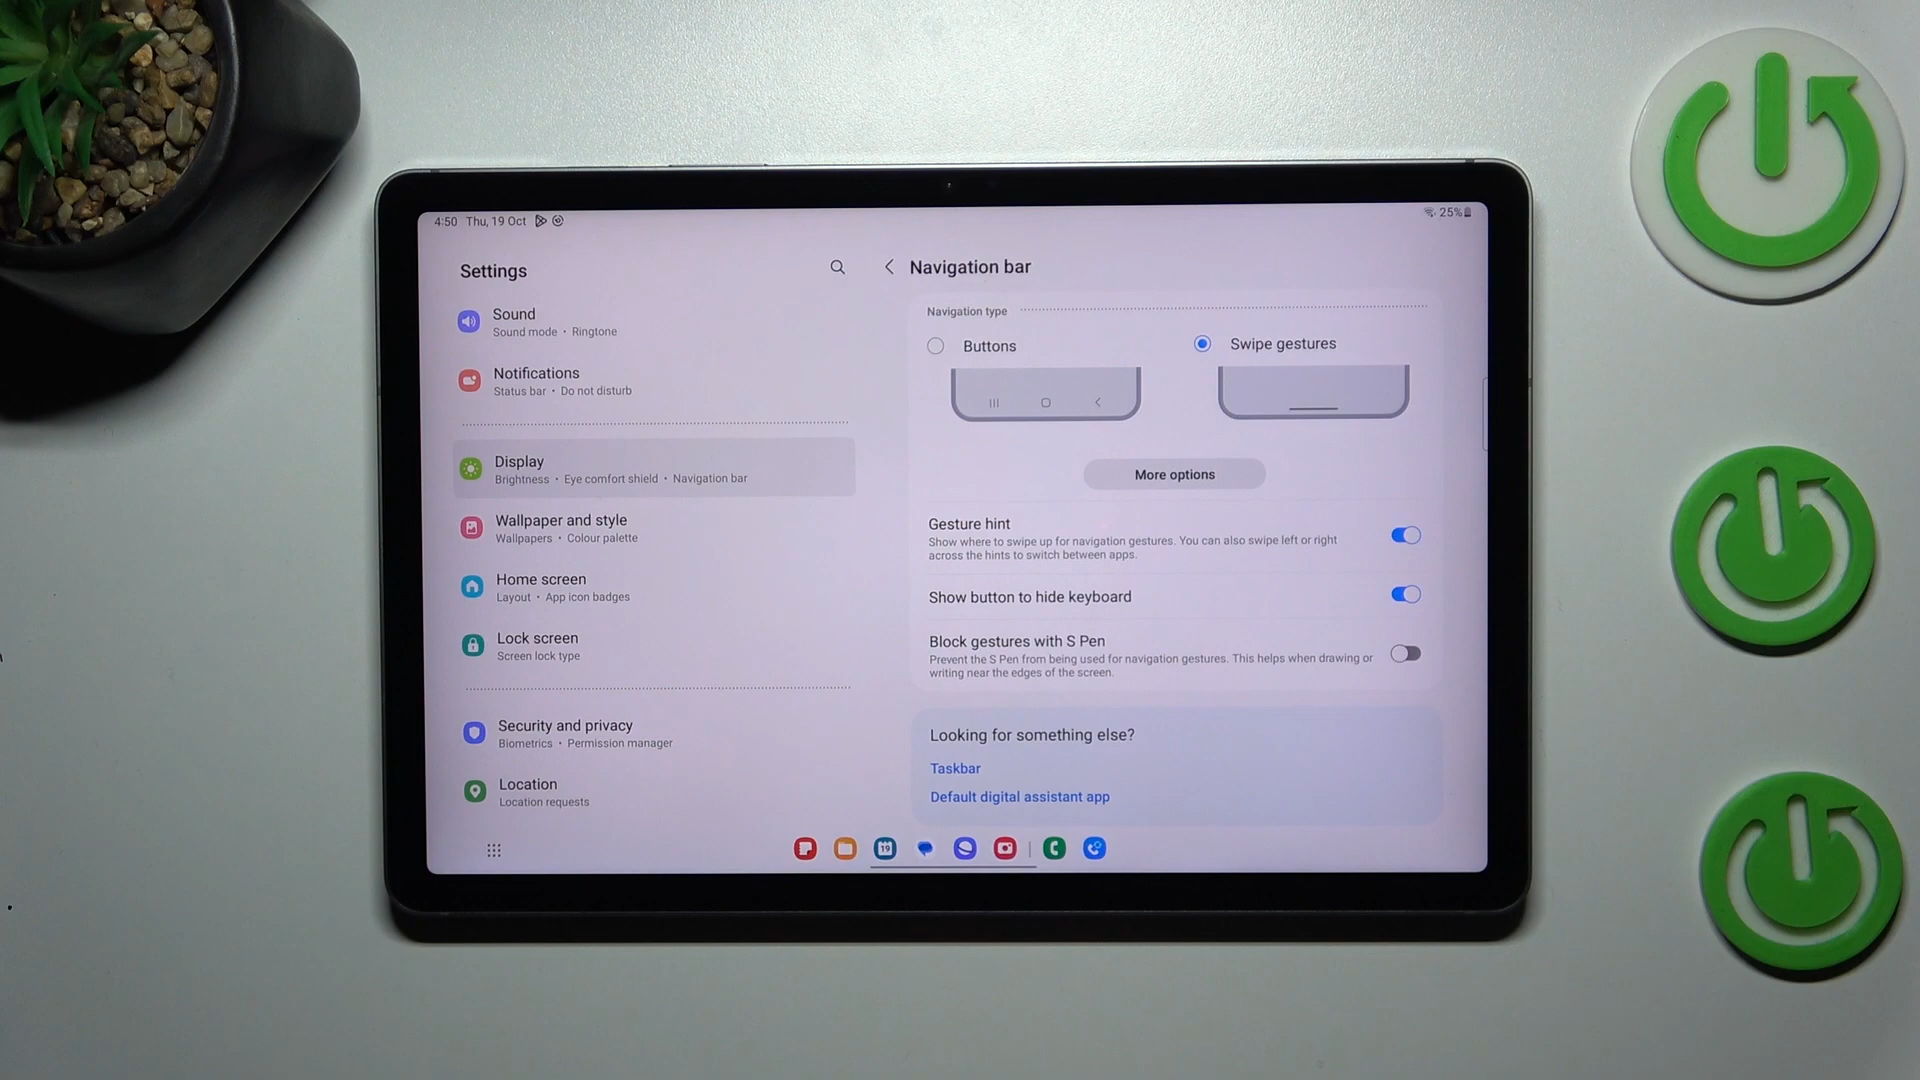 4:50 Thu, 19 Oct
25%
Settings
Sound
Sound mode • Ringtone
Notifications
Status bar • Do not disturb
Display
Brightness • Eye comfort shield • Navigation bar
Wallpaper and style
Wallpapers • Colour palette
Home screen
Layout • App icon badges
Lock screen
Screen lock type
Security and privacy
Biometrics • Permission manager
Location
Location requests
Navigation bar
Navigation type
Buttons
Swipe gestures
More options
Gesture hint
Show where to swipe up for navigation gestures. You can also swipe left or right
across the hints to switch between apps.
Show button to hide keyboard
Block gestures with S Pen
Prevent the S Pen from being used for navigation gestures. This helps when drawing or
writing near the edges of the screen.
Looking for something else?
Taskbar
Default digital assistant app
19